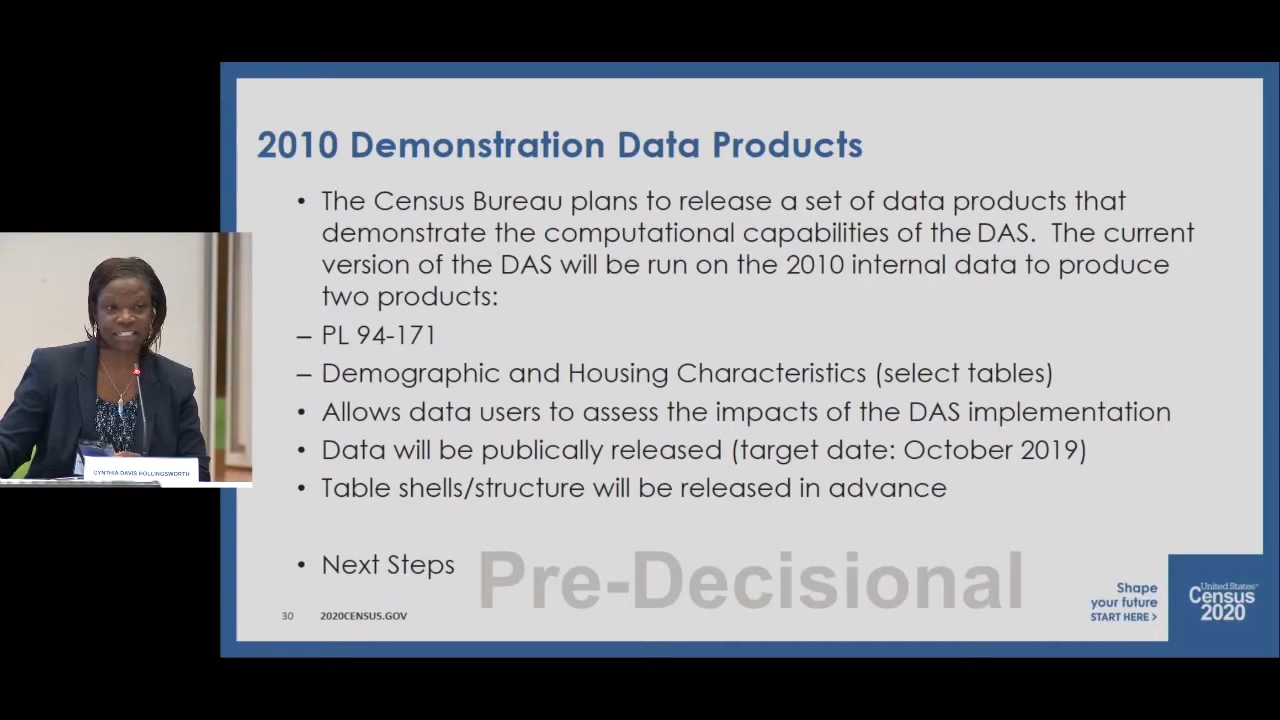 2010 Demonstration Data Products
• The Census Bureau plans to release a set of data products that
demonstrate the computational capabilities of the DAS. The current
version of the DAS will be run on the 2010 internal data to produce
two products:
– PL 94-171
– Demographic and Housing Characteristics (select tables)
• Allows data users to assess the impacts of the DAS implementation
• Data will be publically released (target date: October 2019)
• Table shells/structure will be released in advance
• Next Steps
Pre-Decisional
30 2020CENSUS.GOV
Shape
your future
START HERE >
United States®
Census
2020
CYNTHIA DAVIS HOLLINGSWORTH